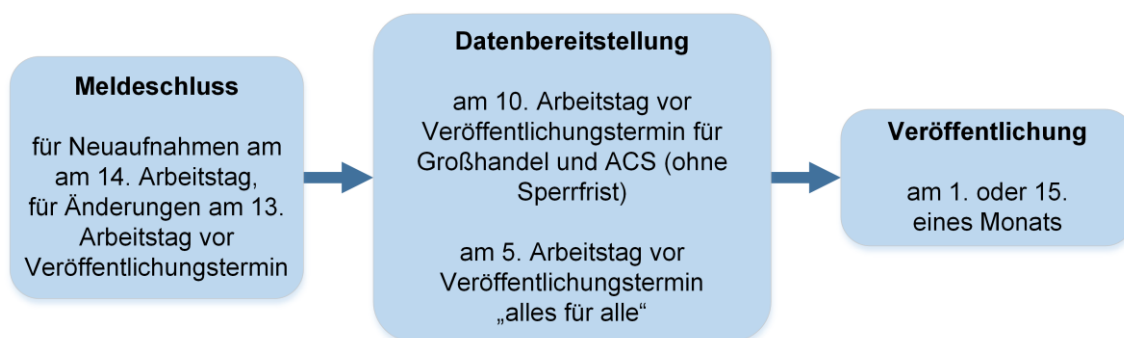 Meldeschluss
für Neuaufnahmen am
am 14. Arbeitstag,
für Änderungen am 13.
Arbeitstag vor
Veröffentlichungstermin
Datenbereitstellung
am 10. Arbeitstag vor
Veröffentlichungstermin für
Großhandel und ACS (ohne
Sperrfrist)
am 5. Arbeitstag vor
Veröffentlichungstermin
„alles für alle“
Veröffentlichung
am 1. oder 15.
eines Monats